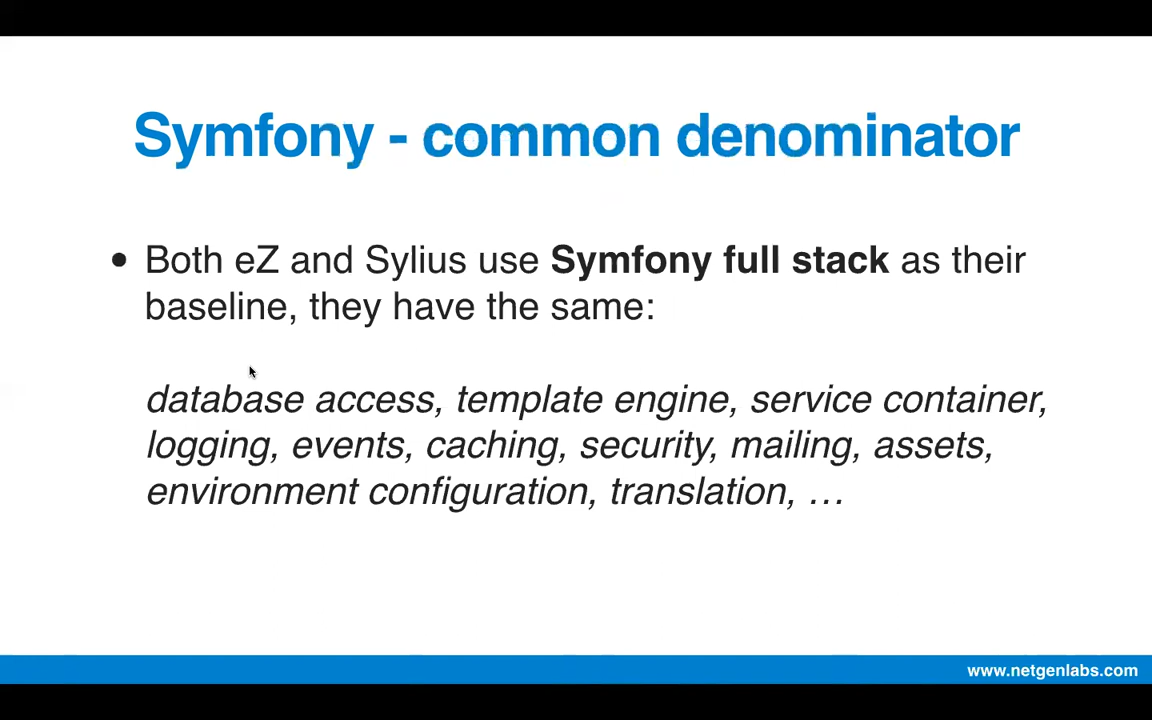 Symfony - common denominator
• Both eZ and Sylius use Symfony full stack as their
baseline, they have the same:
database access, template engine, service container,
logging, events, caching, security, mailing, assets,
environment configuration, translation, …
www.netgenlabs.com